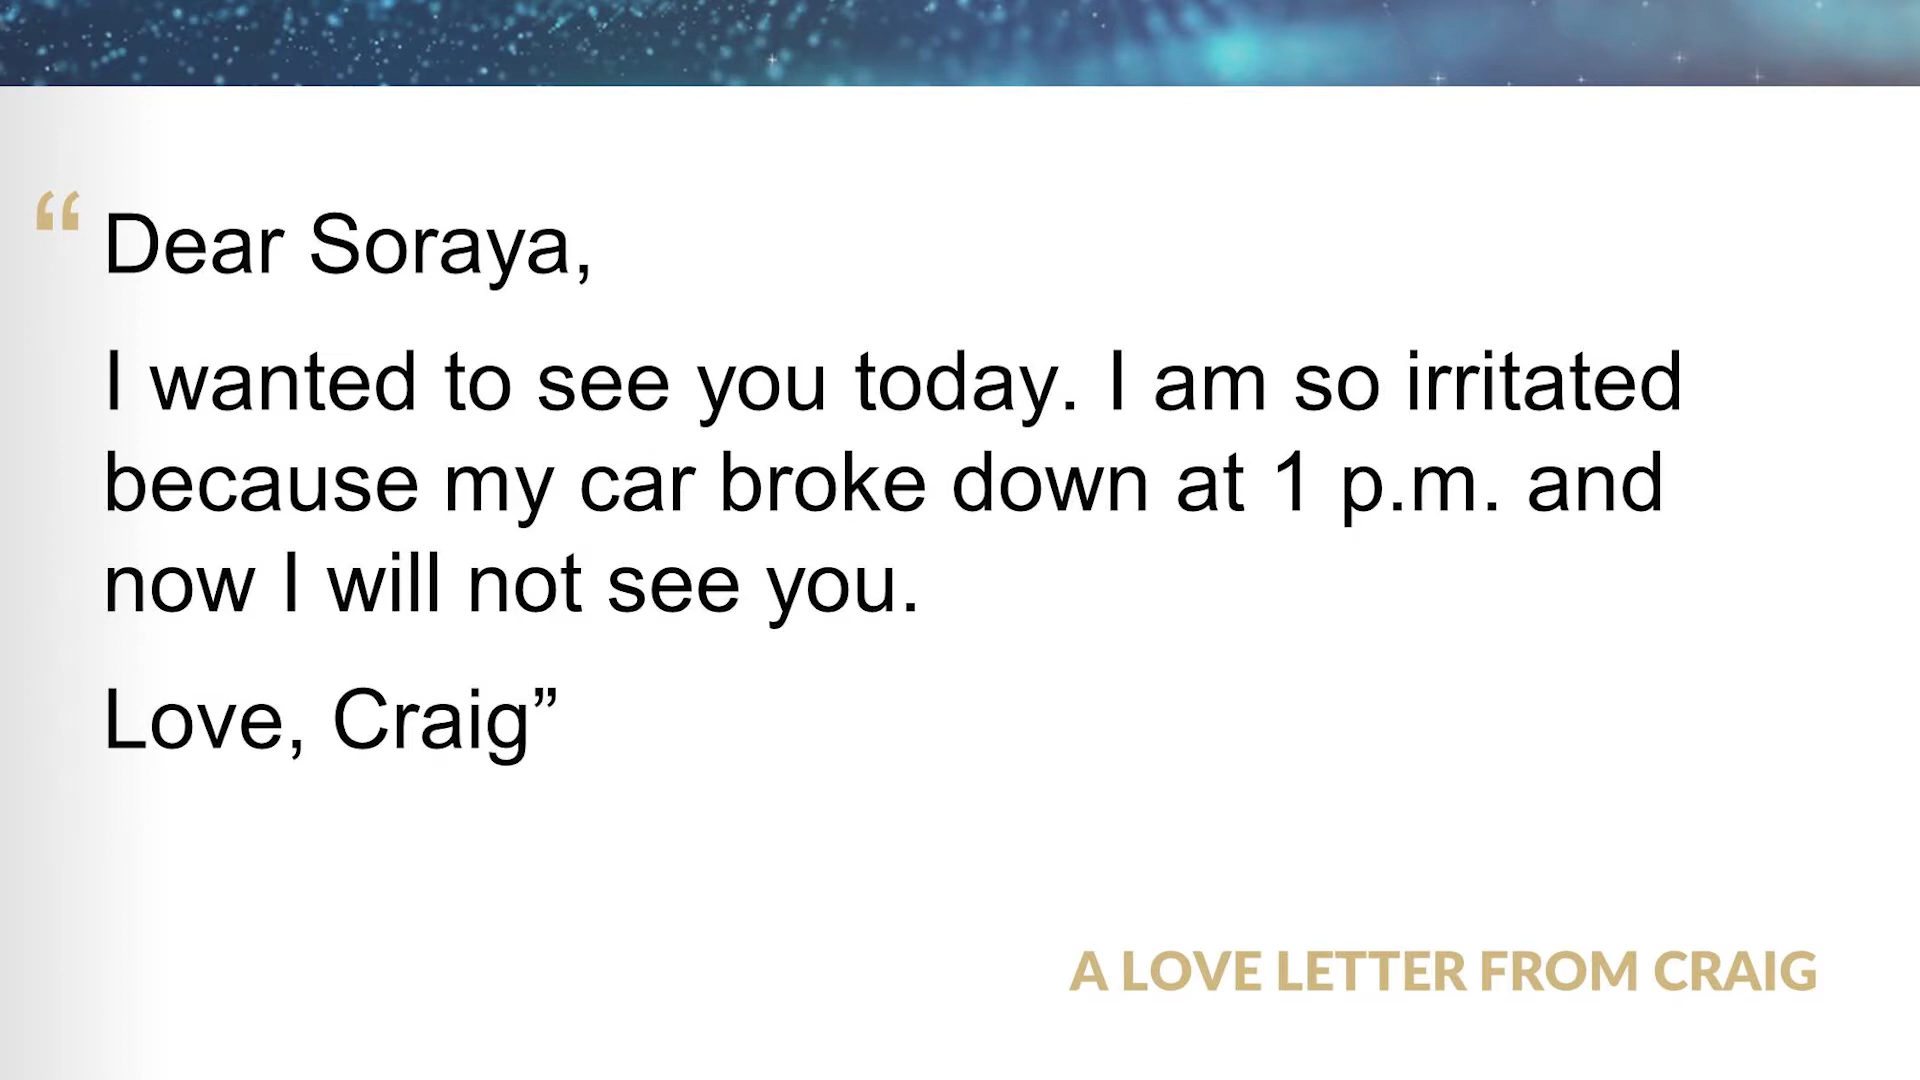 “Dear Soraya,
I wanted to see you today. I am so irritated
because my car broke down at 1 p.m. and
now I will not see you.
Love, Craig”
A LOVE LETTER FROM CRAIG